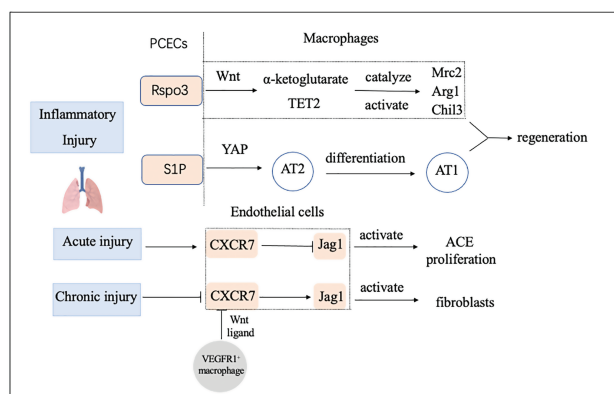 PCECs
Macrophages
Rspo3
Wnt
α-ketoglutarate
TET2
catalyze
activate
Mrc2
Arg1
Chil3
Inflammatory
Injury
regeneration
S1P
YAP
AT2
differentiation
AT1
Endothelial cells
Acute injury
CXCR7
Jag1
activate
ACE
proliferation
Chronic injury
CXCR7
Jag1
activate
fibroblasts
Wnt
ligand
VEGFR1+
macrophage